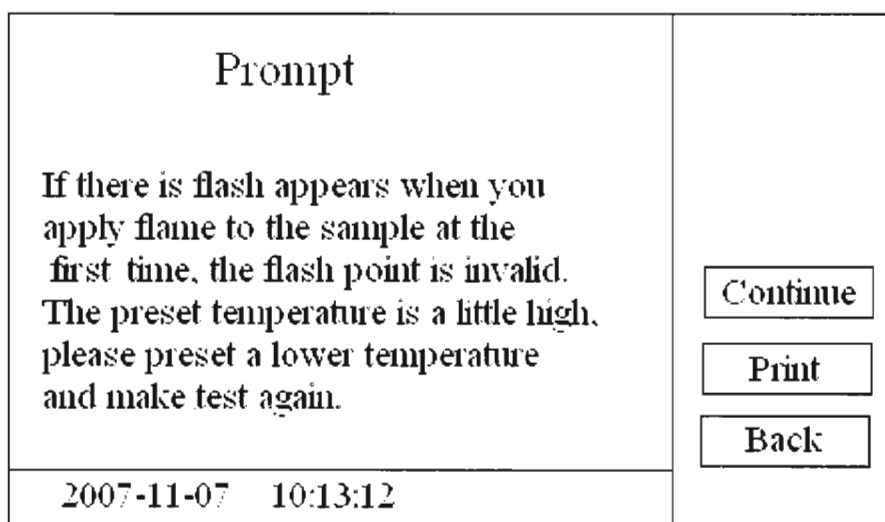 Prompt
If there is flash appears when you
apply flame to the sample at the
first time, the flash point is invalid.
The preset temperature is a little high,
please preset a lower temperature
and make test again.
Continue
Print
Back
2007-11-07 10:13:12